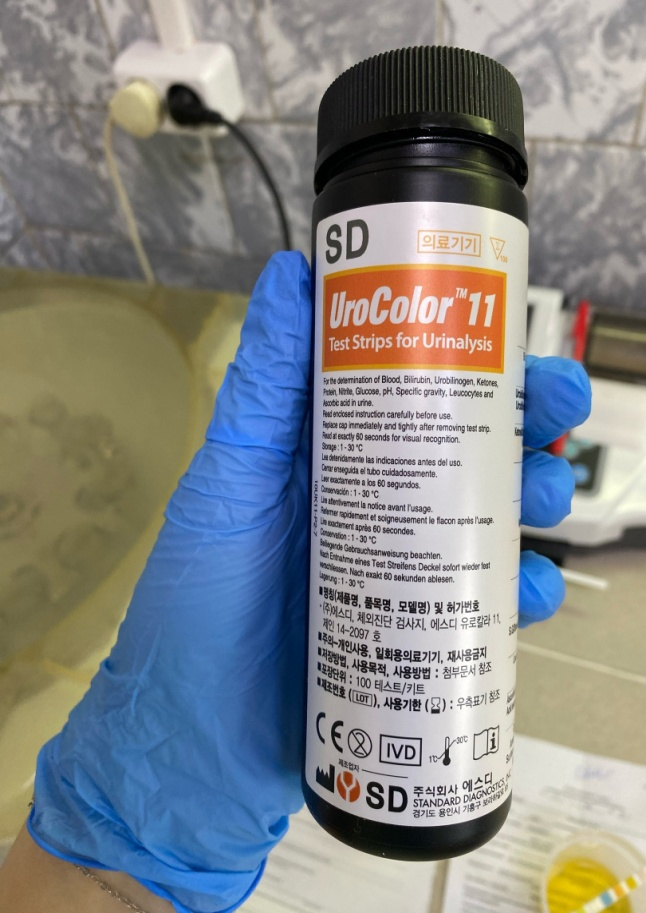 SD
의료기기
100
UroColor™11
Test Strips for Urinalysis
For the determination of Blood, Bilirubin, Urobilinogen, Ketones,
Protein, Nitrite, Glucose, pH, Specific gravity, Leucocytes and
Ascorbic acid in urine.
Read enclosed instruction carefully before use.
Replace cap immediately and tightly after removing test strip.
Read at exactly 60 seconds for visual recognition.
Storage : 1 - 30 °C
Lea detenidamente las indicaciones antes del uso.
Cerrar enseguida el tubo cuidadosamente.
Leer exactamente a los 60 segundos.
Conservación : 1 - 30 °C
Lire attentivement la notice avant l'usage.
Refermer rapidement et soigneusement le flacon après l'usage.
Lire exactement après 60 secondes.
Conservation : 1 - 30 °C
Beiliegende Gebrauchsanweisung beachten.
Nach Entnahme eines Test Streifens Deckel sofort wieder fest
verschliessen. Nach exakt 60 sekunden ablesen.
Lagerung : 1 - 30 °C
■명칭(제품명, 품목명, 모델명) 및 허가번호
· (주)에스디, 체외진단 검사지, 에스디 유로칼라 11,
제인 14-2097 호
■주의-개인사용, 일회용의료기기, 재사용금지
■저장방법, 사용목적, 사용방법 : 첨부문서 참조
■포장단위 : 100 테스트/키트
■제조번호 (LOT), 사용기한 ( ) : 우측표기 참조
CE 2 IVD 1℃ 30℃ i
제조업자
SD 주식회사 에스디
STANDARD DIAGNOSTICS, INC.
경기도 용인시 기흥구